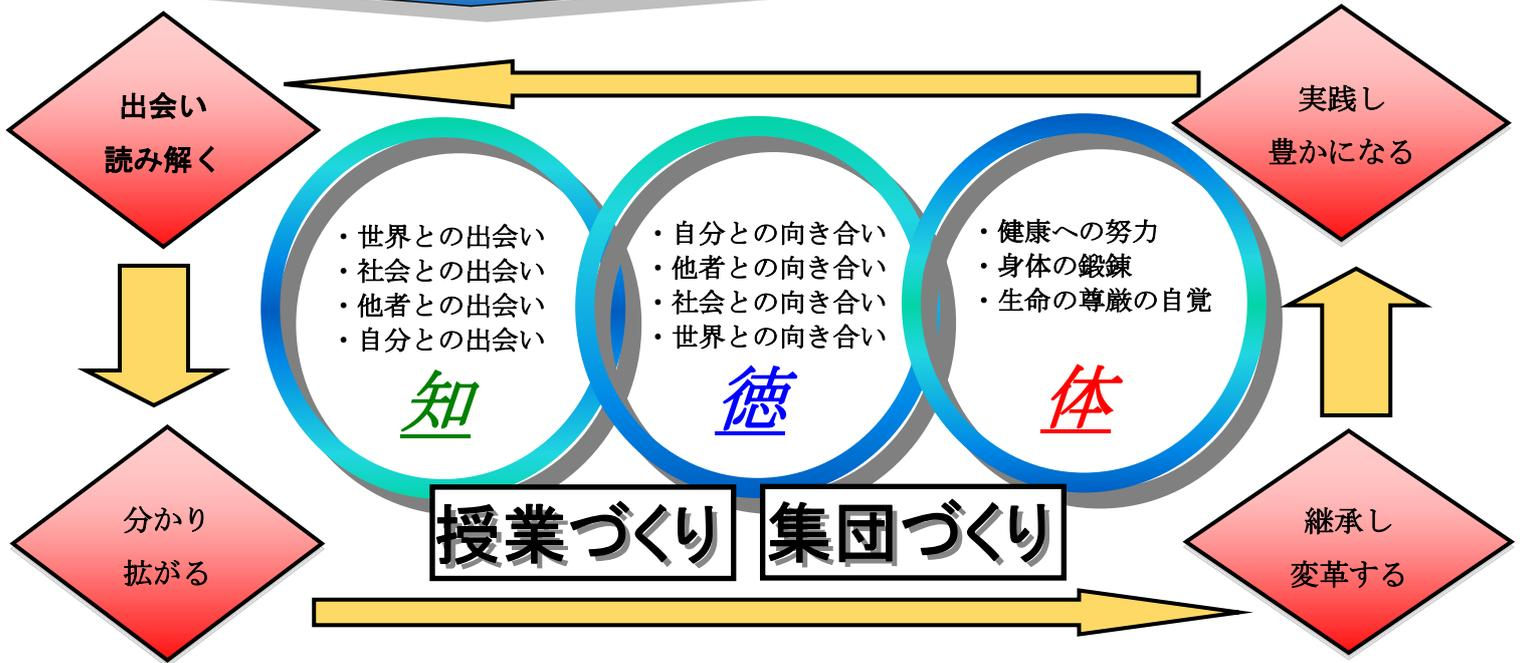 出会い
読み解く
実践し
豊かになる
・世界との出会い
・社会との出会い
・他者との出会い
・自分との出会い
知
・自分との向き合い
・他者との向き合い
・社会との向き合い
・世界との向き合い
徳
・健康への努力
・身体の鍛錬
・生命の尊厳の自覚
体
分かり
拡がる
授業づくり
集団づくり
継承し
変革する